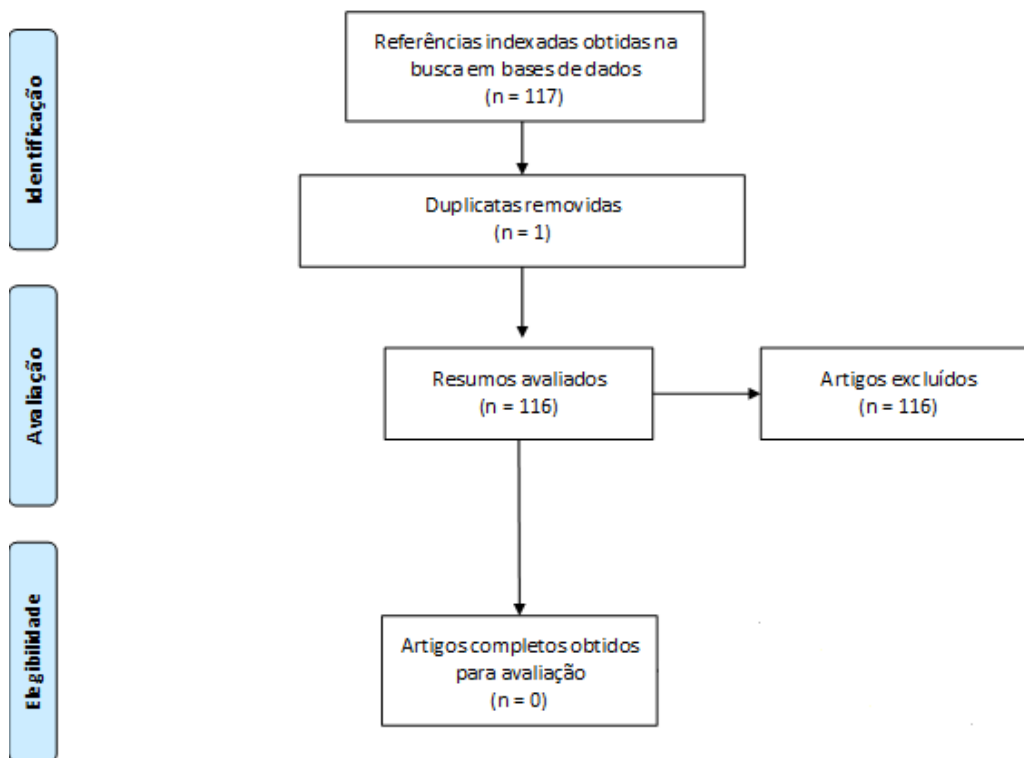 Identificação
Referências indexadas obtidas na
busca em bases de dados
(n = 117)
Duplicatas removidas
(n = 1)
Avaliação
Resumos avaliados
(n = 116)
Artigos excluídos
(n = 116)
Elegibilidade
Artigos completos obtidos
para avaliação
(n = 0)